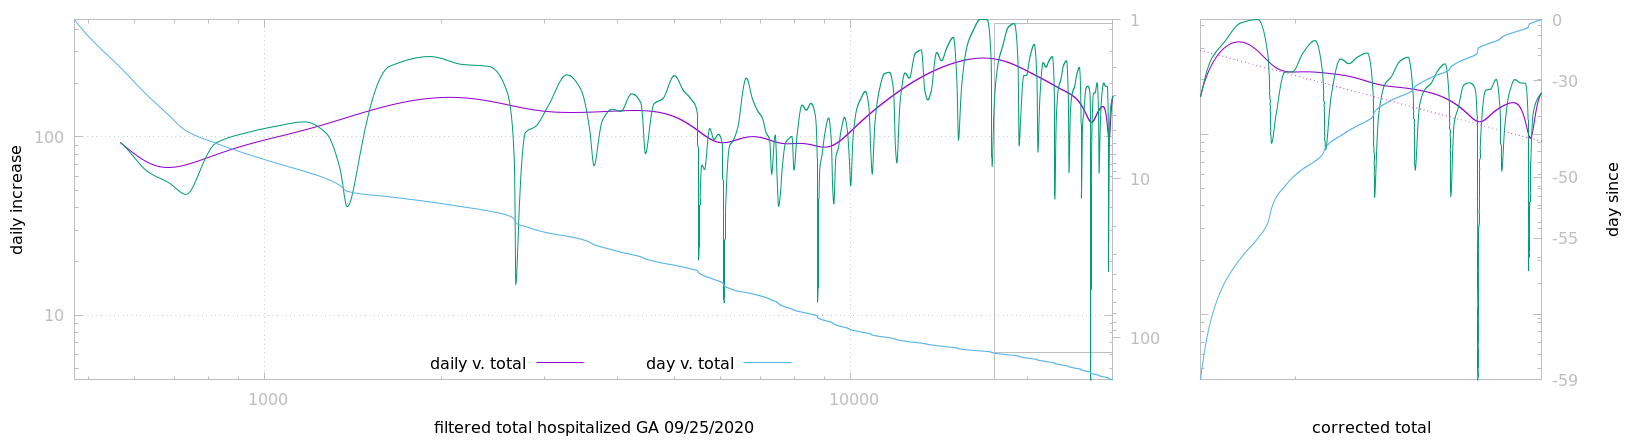 daily increase
100
10
1000
10000
daily v. total
day v. total
filtered total hospitalized GA 09/25/2020
1
10
100
0
-30
-50
-55
-59
day since
corrected total